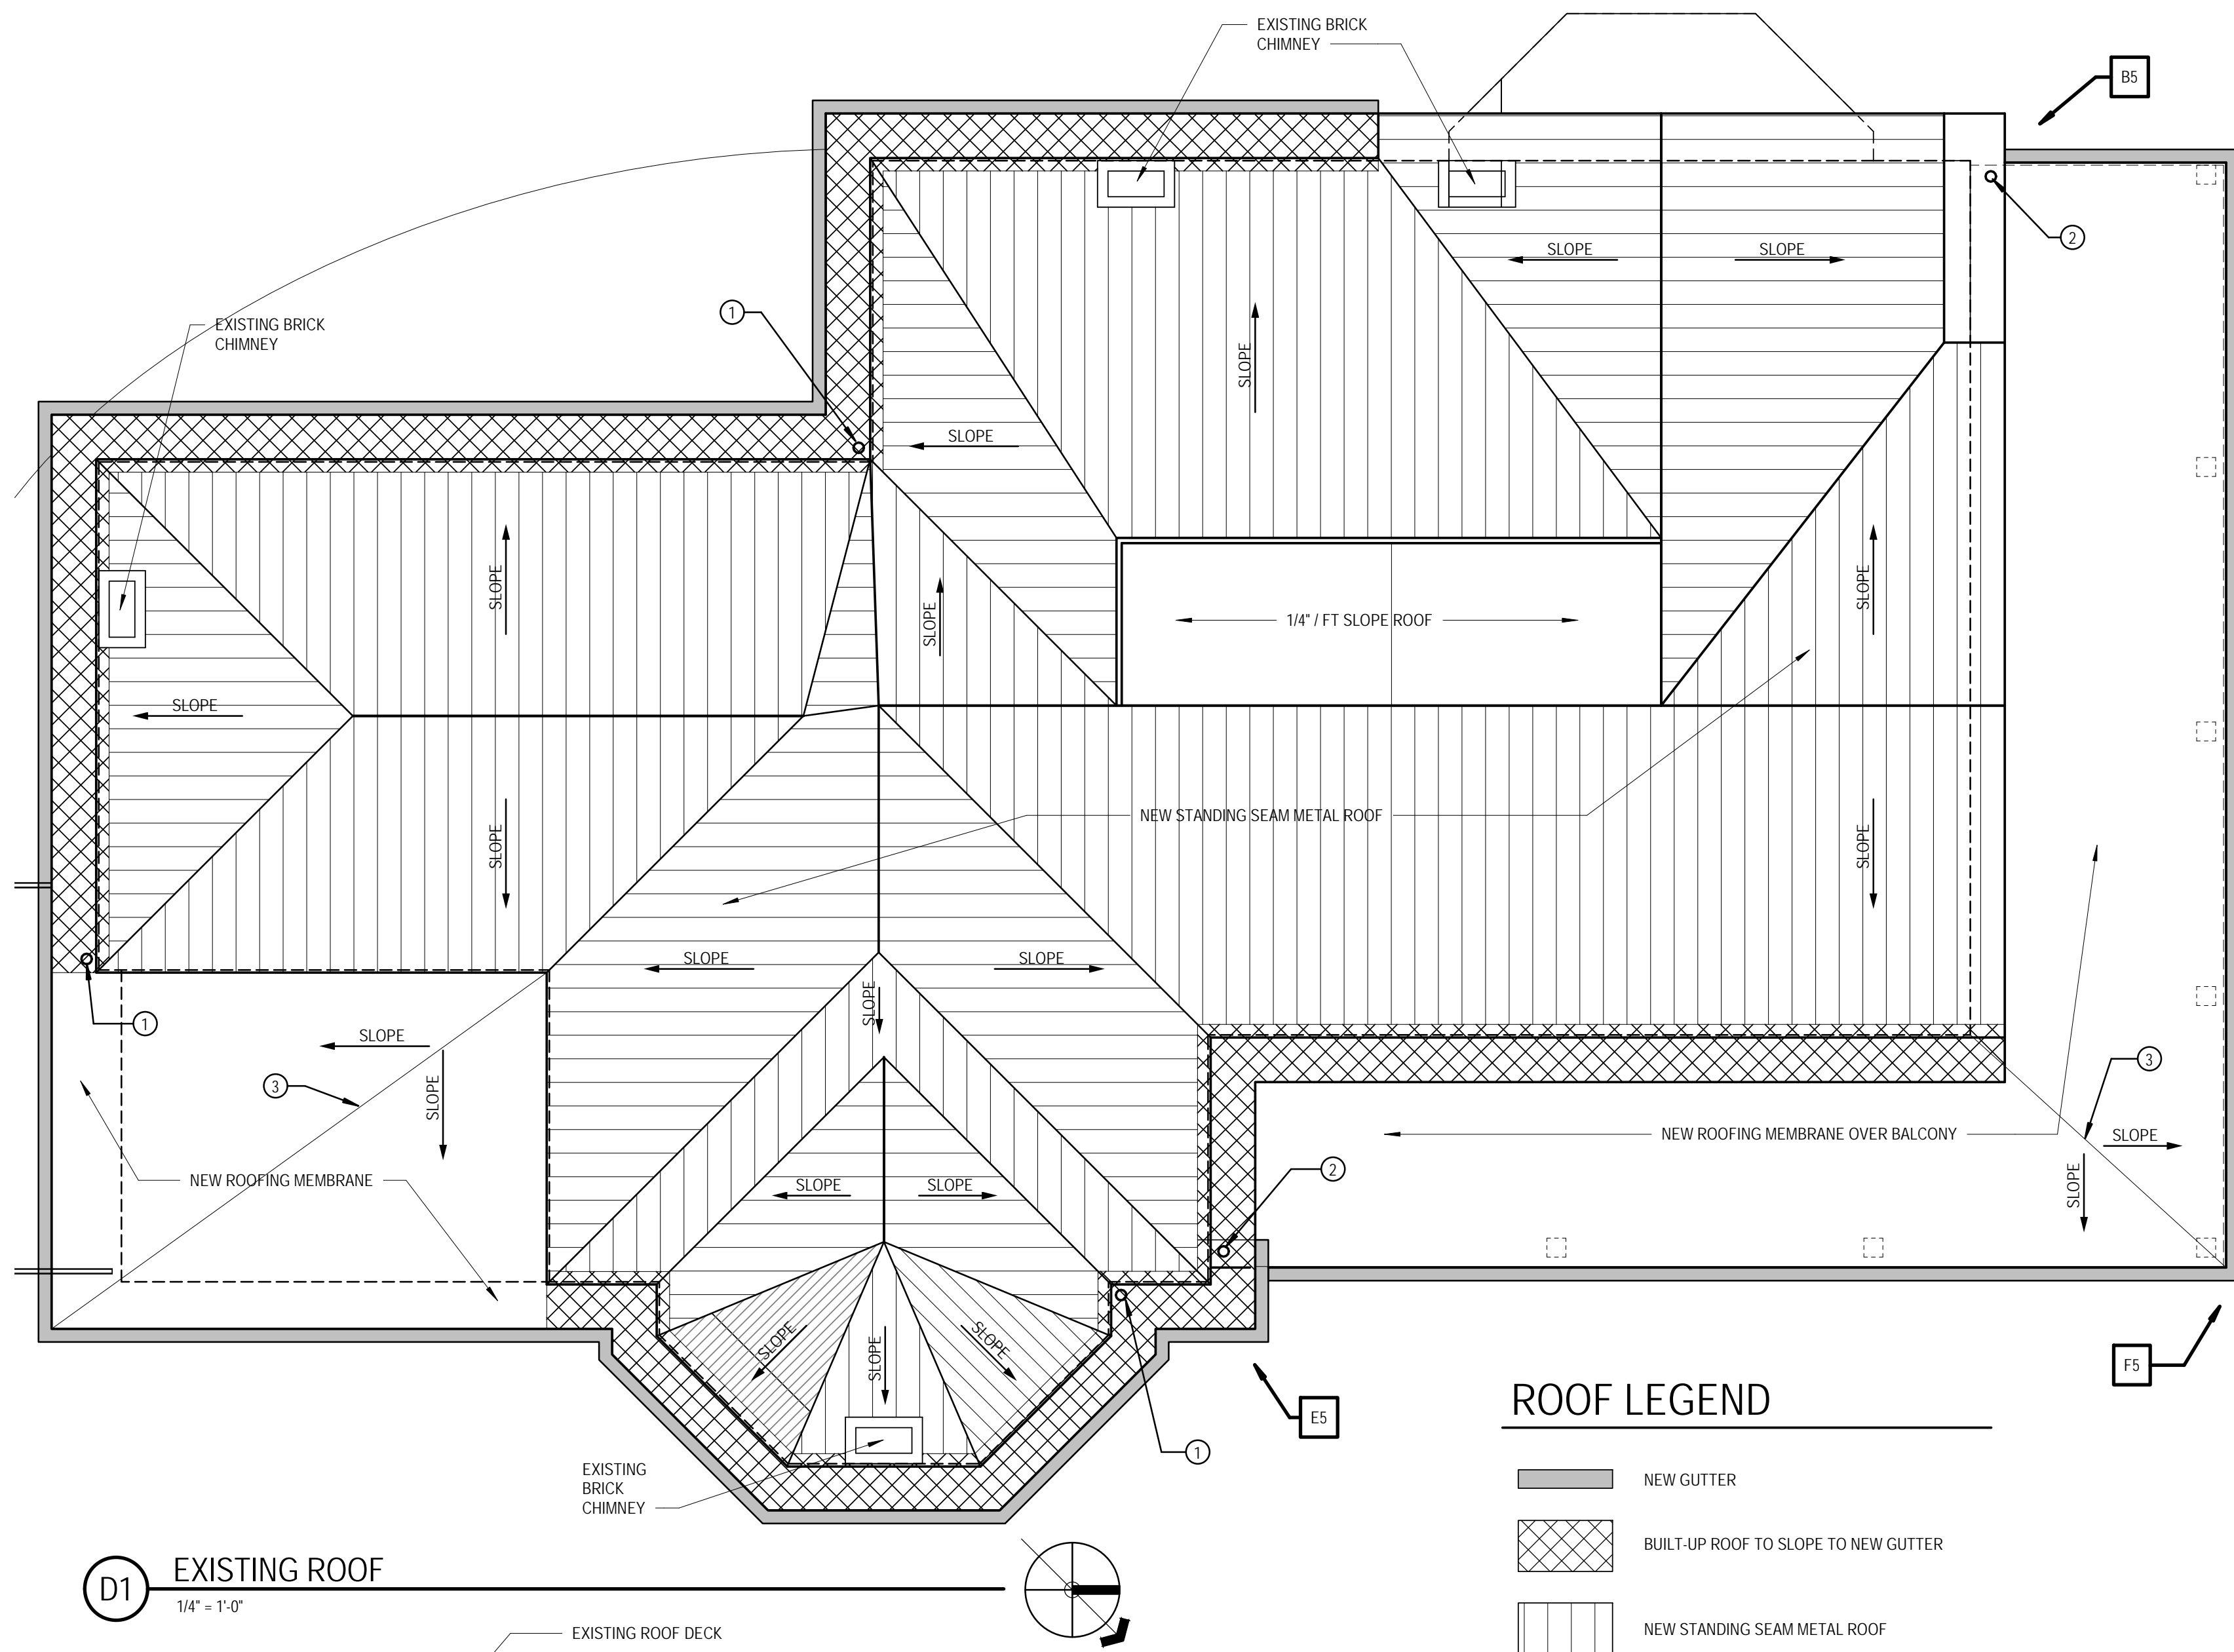 EXISTING BRICK
CHIMNEY
B5
2
EXISTING BRICK
CHIMNEY
1
SLOPE
SLOPE
SLOPE
SLOPE
SLOPE
SLOPE
SLOPE
1/4" / FT SLOPE ROOF
SLOPE
SLOPE
NEW STANDING SEAM METAL ROOF
SLOPE
SLOPE
SLOPE
SLOPE
SLOPE
1
SLOPE
3
SLOPE
3
NEW ROOFING MEMBRANE OVER BALCONY
SLOPE
SLOPE
2
NEW ROOFING MEMBRANE
SLOPE
SLOPE
SLOPE
SLOPE
SLOPE
F5
E5
1
EXISTING
BRICK
CHIMNEY
ROOF LEGEND
NEW GUTTER
BUILT-UP ROOF TO SLOPE TO NEW GUTTER
NEW STANDING SEAM METAL ROOF
D1
EXISTING ROOF
1/4" = 1'-0"
EXISTING ROOF DECK